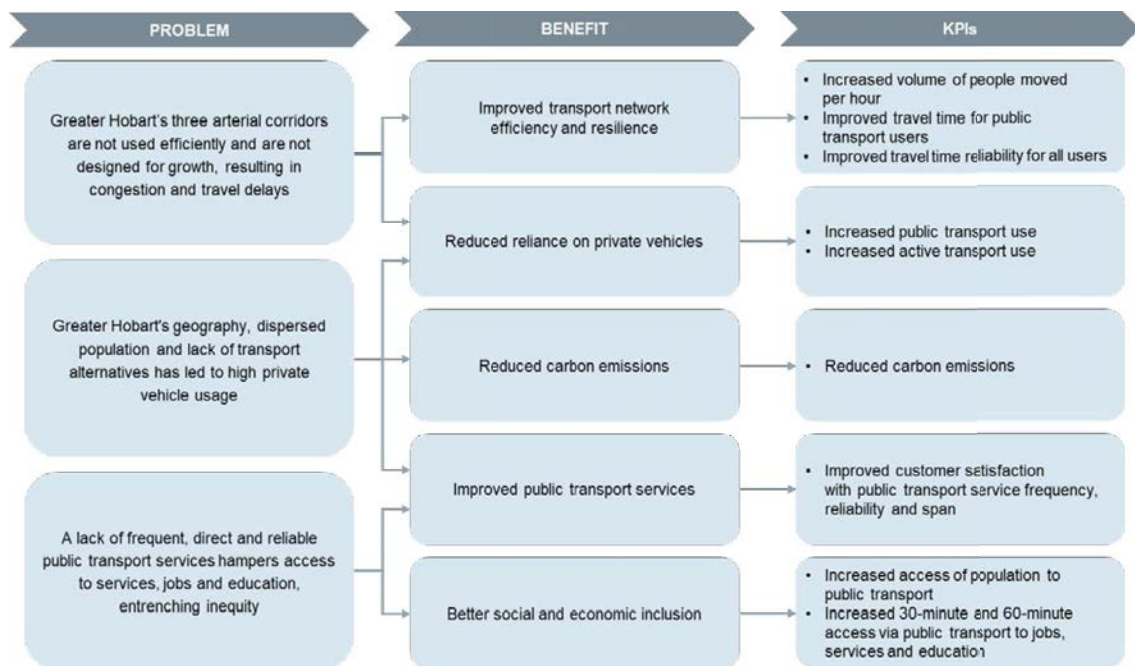 PROBLEM
BENEFIT
KPIs
Greater Hobart's three arterial corridors
are not used efficiently and are not
designed for growth, resulting in
congestion and travel delays
Greater Hobart's geography, dispersed
population and lack of transport
alternatives has led to high private
vehicle usage
A lack of frequent, direct and reliable
public transport services hampers access
to services, jobs and education,
entrenching inequity
Improved transport network
efficiency and resilience
Reduced reliance on private vehicles
Reduced carbon emissions
Improved public transport services
Better social and economic inclusion
• Increased volume of people moved
per hour
• Improved travel time for public
transport users
• Improved travel time reliability for all users
• Increased public transport use
• Increased active transport use
• Reduced carbon emissions
• Improved customer satisfaction
with public transport service frequency,
reliability and span
• Increased access of population to
public transport
• Increased 30-minute and 60-minute
access via public transport to jobs,
services and education